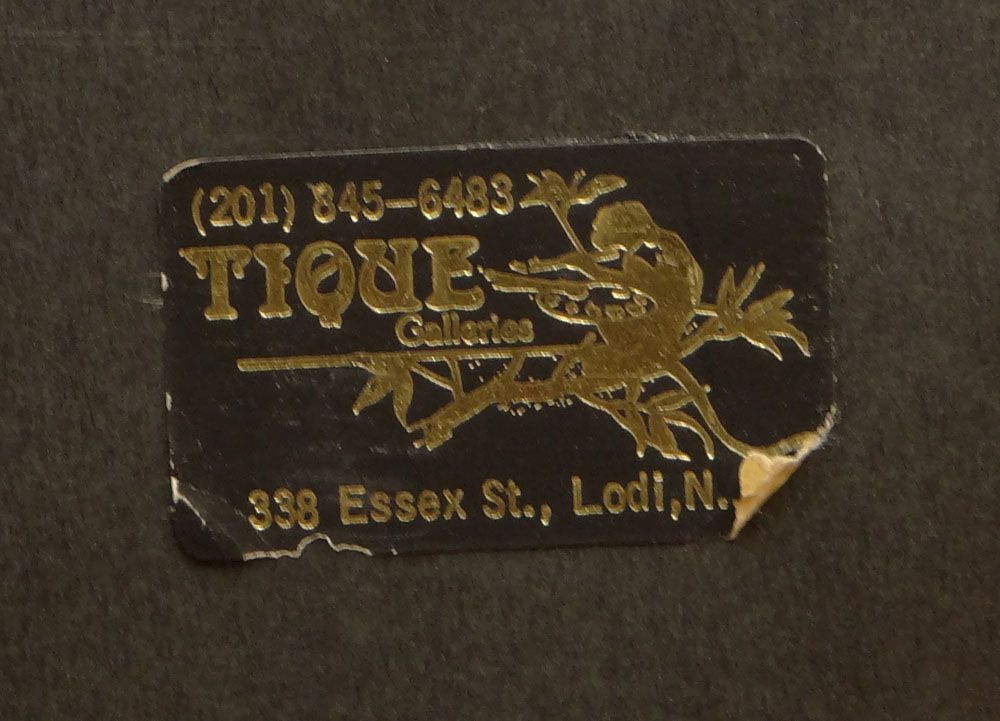 (201) 845-6483
TIQUE
Galleries
338 Essex St., Lodi,N.